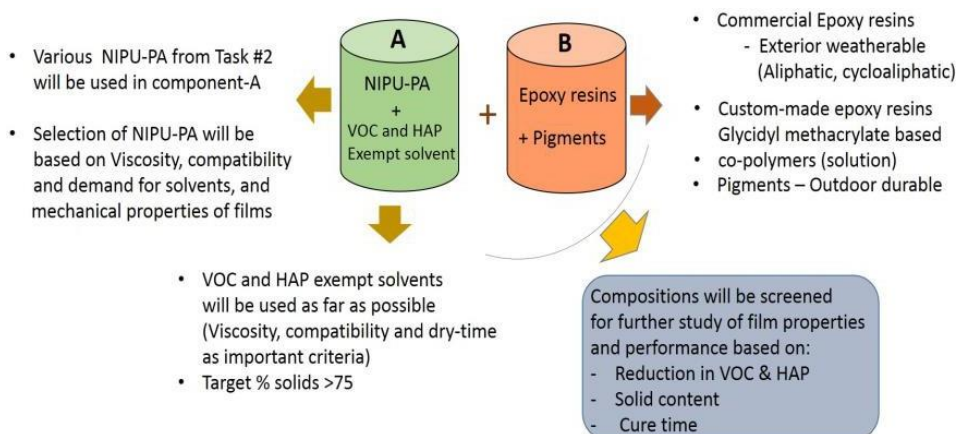 • Various NIPU-PA from Task #2
will be used in component-A
• Selection of NIPU-PA will be
based on Viscosity, compatibility
and demand for solvents, and
mechanical properties of films
A
NIPU-PA
+
VOC and HAP
Exempt solvent
+
B
Epoxy resins
+ Pigments
• Commercial Epoxy resins
- Exterior weatherable
(Aliphatic, cycloaliphatic)
• Custom-made epoxy resins
Glycidyl methacrylate based
• co-polymers (solution)
• Pigments – Outdoor durable
• VOC and HAP exempt solvents
will be used as far as possible
(Viscosity, compatibility and dry-time
as important criteria)
• Target % solids >75
Compositions will be screened
for further study of film properties
and performance based on:
- Reduction in VOC & HAP
- Solid content
- Cure time